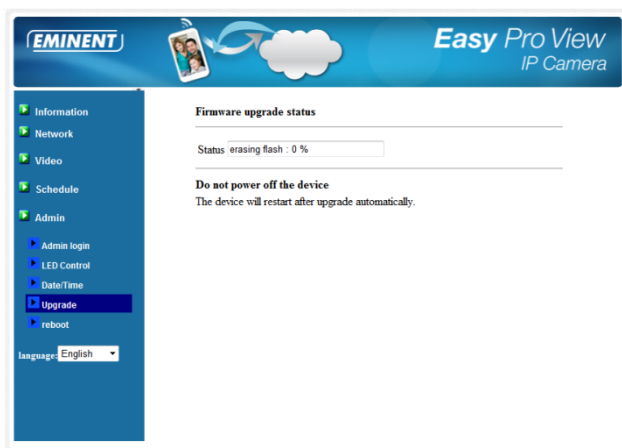 EMINENT
Easy Pro View
IP Camera
Information
Network
Video
Schedule
Admin
Admin login
LED Control
Date/Time
Upgrade
reboot
language: English
Firmware upgrade status
Status erasing flash : 0 %
Do not power off the device
The device will restart after upgrade automatically.